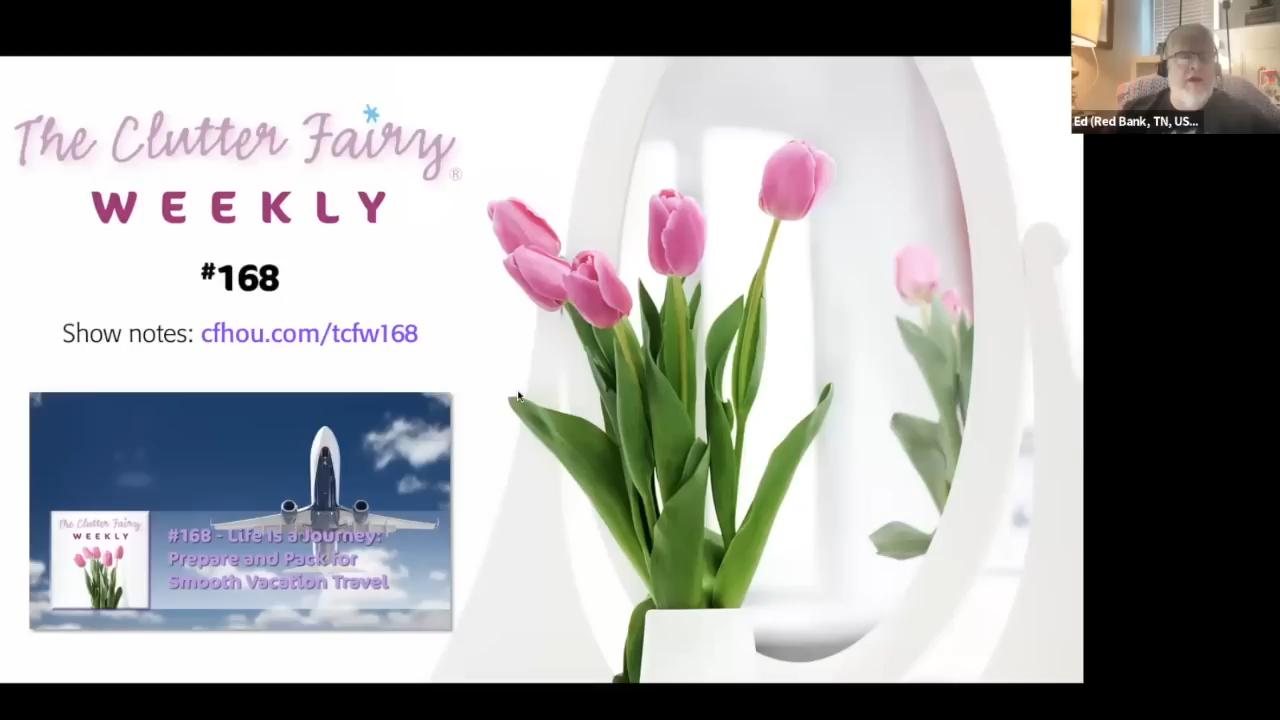 The Clutter Fairy
®
WEEKLY
#168
Show notes: cfhou.com/tcfw168
The Clutter Fairy
WEEKLY
#168 - Life Is a Journey:
Prepare and Pack for
Smooth Vacation Travel
Ed (Red Bank, TN, US...